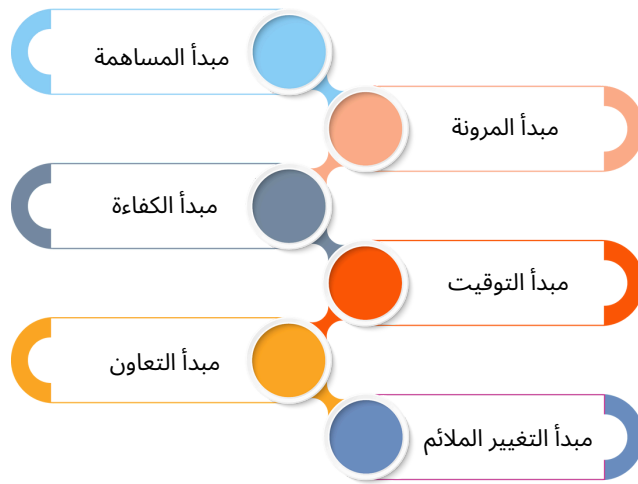 مبدأ المساهمة
مبدأ المرونة
مبدأ الكفاءة
مبدأ التوقيت
مبدأ التعاون
مبدأ التغيير الملائم